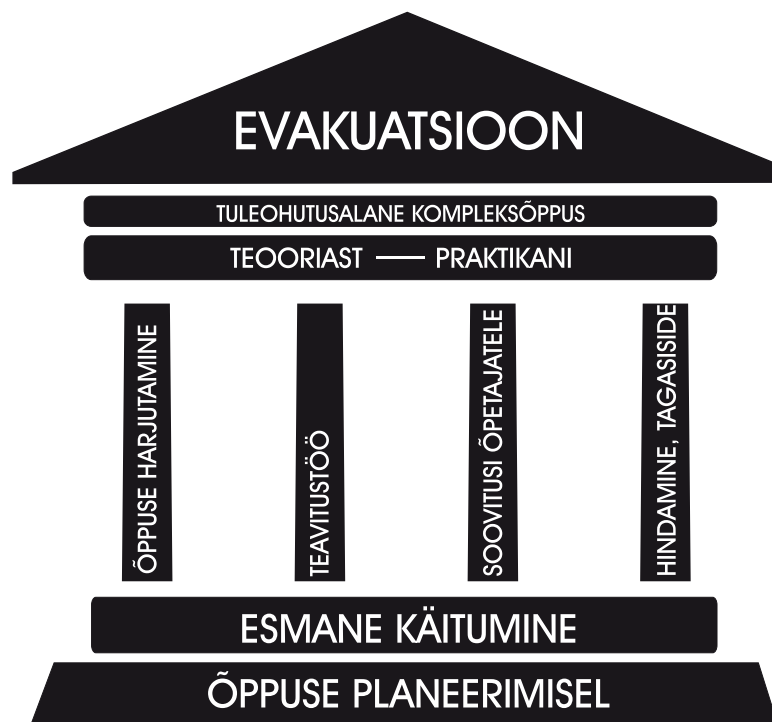 EVAKUATSIOON
TULEOHUTUSALANE KOMPLEKSÕPPUS
TEOORIAST — PRAKTIKANI
ÕPPUSE HARJUTAMINE
TEAVITUSTÖÖ
SOOVITUSI ÕPETAJATELE
HINDAMINE, TAGASISIDE
ESMANE KÄITUMINE
ÕPPUSE PLANEERIMISEL